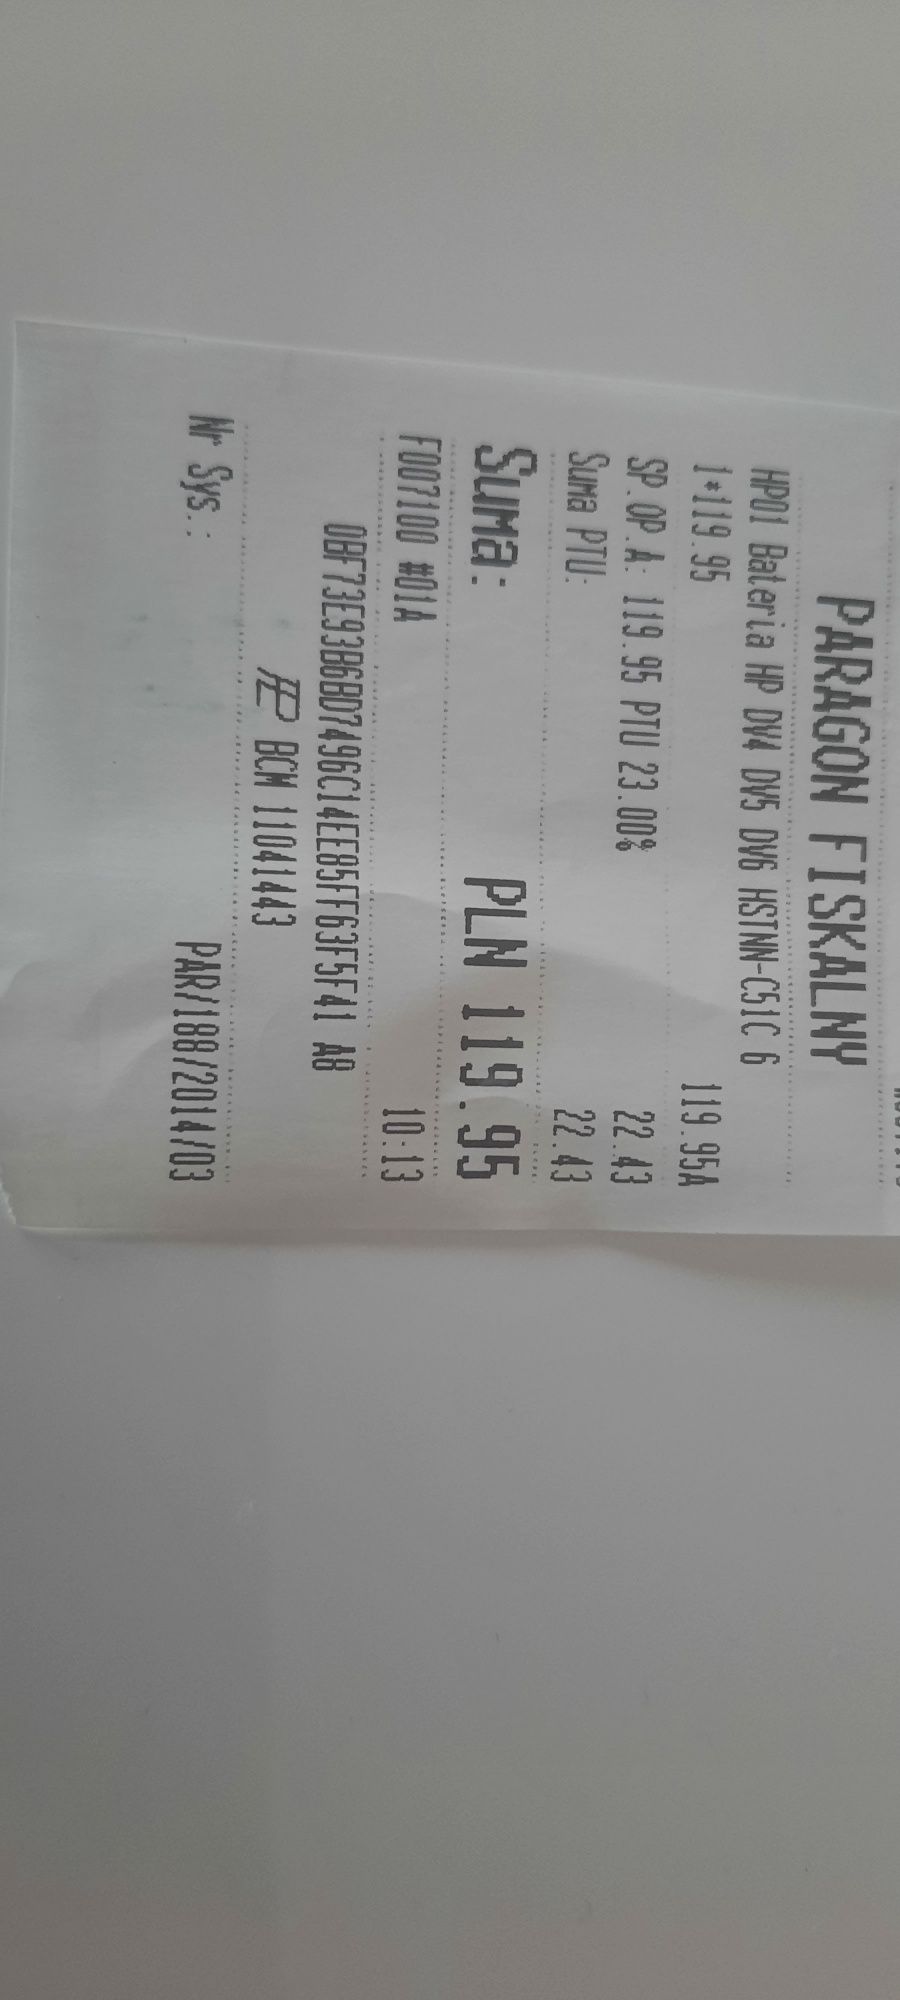 PARAGON FISKALNY
HP01 Bateria HP DV4 DV5 DV6 HSTNN-C51C 6
1*119.95 119.95A
SP.OP.A: 119.95 PTU 23.00% 22.43
Suma PTU: 22.43
Suma: PLN 119.95
F007100 #01A 10:13
0BF73E93B6BD7496C14EE85FF63F5F41 A8
BCM 11041443
Nr Sys.: PAR/188/2014/03